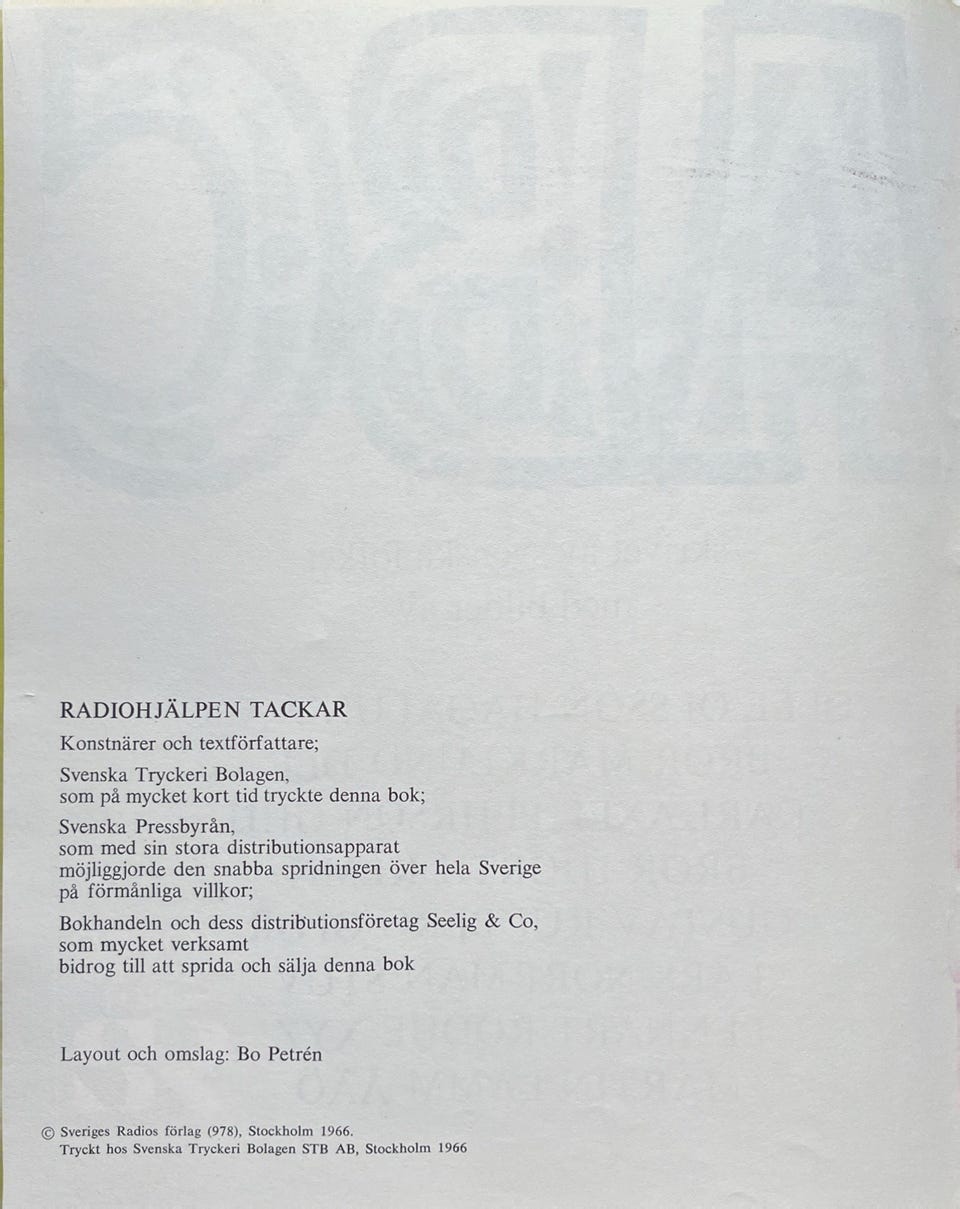 RADIOHJÄLPEN TACKAR
Konstnärer och textförfattare;
Svenska Tryckeri Bolagen,
som på mycket kort tid tryckte denna bok;
Svenska Pressbyrån,
som med sin stora distributionsapparat
möjliggjorde den snabba spridningen över hela Sverige
på förmånliga villkor;
Bokhandeln och dess distributionsföretag Seelig & Co,
som mycket verksamt
bidrog till att sprida och sälja denna bok
Layout och omslag: Bo Petrén
© Sveriges Radios förlag (978), Stockholm 1966.
Tryckt hos Svenska Tryckeri Bolagen STB AB, Stockholm 1966